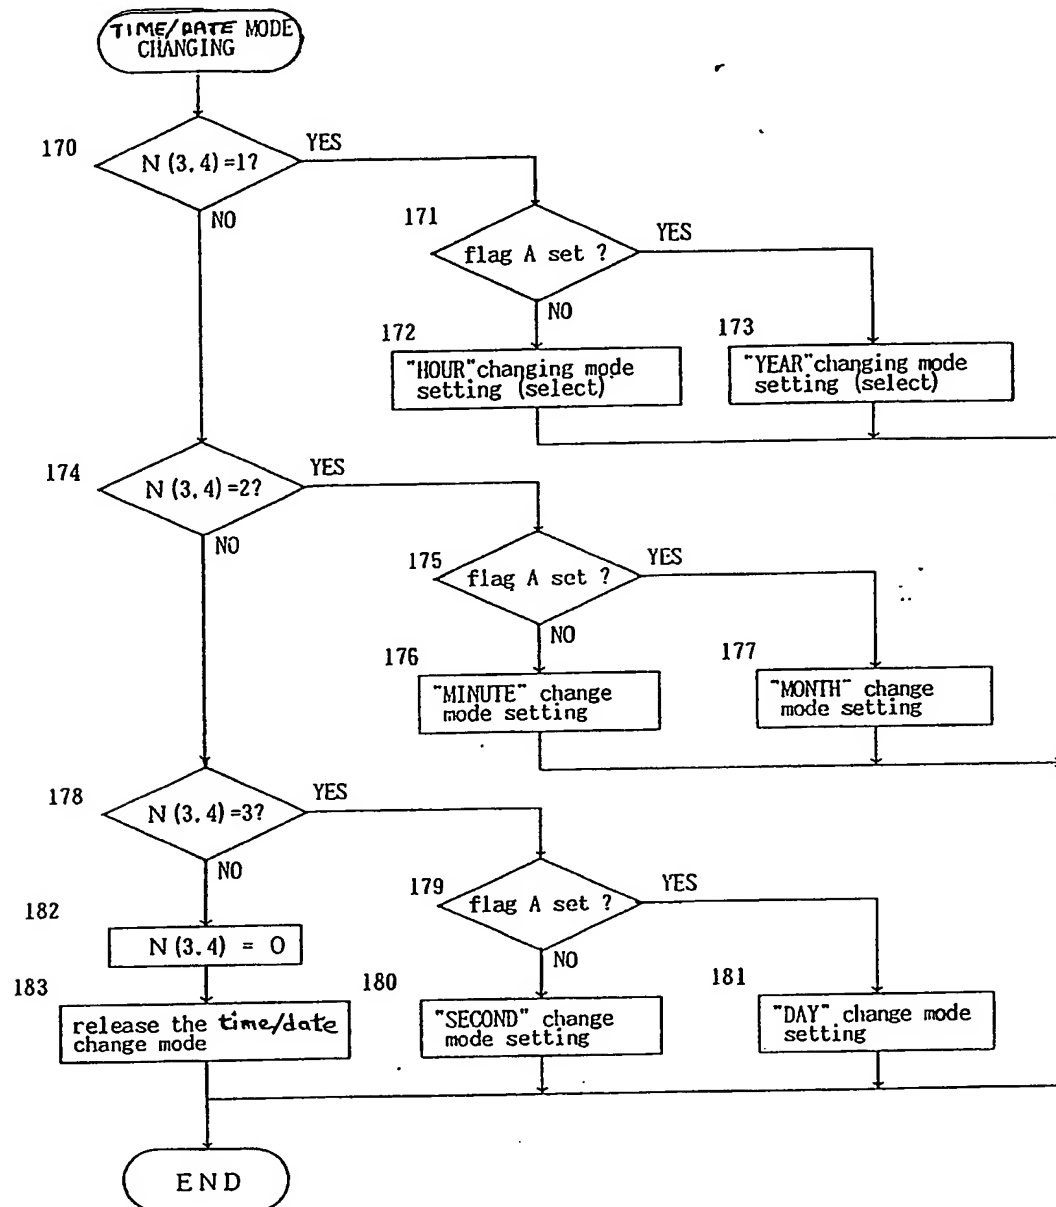 TIME/DATE MODE
CHANGING
170
N(3,4)=1?
YES
NO
171
flag A set ?
YES
NO
172
"HOUR"changing mode
setting (select)
173
"YEAR"changing mode
setting (select)
174
N(3,4)=2?
YES
NO
175
flag A set ?
YES
NO
176
"MINUTE" change
mode setting
177
"MONTH" change
mode setting
178
N(3,4)=3?
YES
NO
179
flag A set ?
YES
NO
180
"SECOND" change
mode setting
181
"DAY" change mode
setting
182
N(3,4) = 0
183
release the time/date
change mode
END